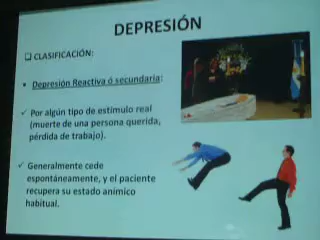 DEPRESIÓN
❑ CLASIFICACIÓN:
• Depresión Reactiva ó secundaria:
✓ Por algún tipo de estímulo real
(muerte de una persona querida,
pérdida de trabajo).
✓ Generalmente cede
espontáneamente, y el paciente
recupera su estado anímico
habitual.